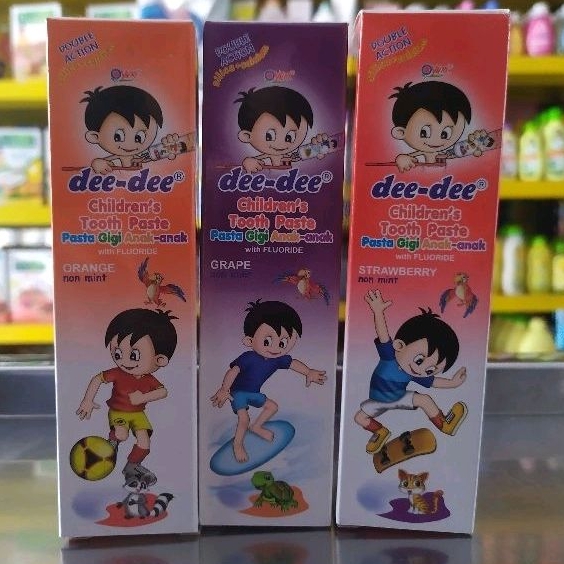 DOUBLE
ACTION
dee-dee®
Children's
Tooth Paste
Pasta Gigi Anak-anak
with FLUORIDE
ORANGE
non mint
DOUBLE
ACTION
dee-dee®
Children's
Tooth Paste
Pasta Gigi Anak-anak
with FLUORIDE
GRAPE
DOUBLE
ACTION
dee-dee®
Children's
Tooth Paste
Pasta Gigi Anak-anak
with FLUORIDE
STRAWBERRY
non mint